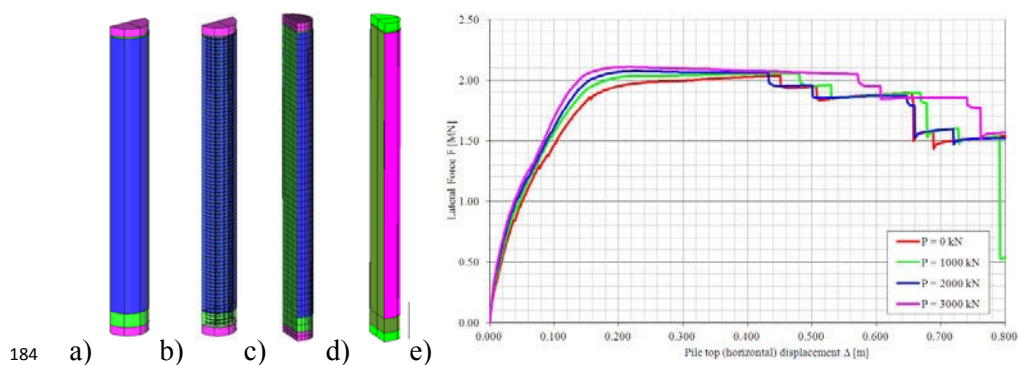 2.50
2.00
1.50
1.00
0.50
0.00
Lateral Force F [MN]
P = 0 kN
P = 1000 kN
P = 2000 kN
P = 3000 kN
0.000 0.100 0.200 0.300 0.400 0.500 0.600 0.700 0.800
Pile top (horizontal) displacement Δ [m]
184 a) b) c) d) e)